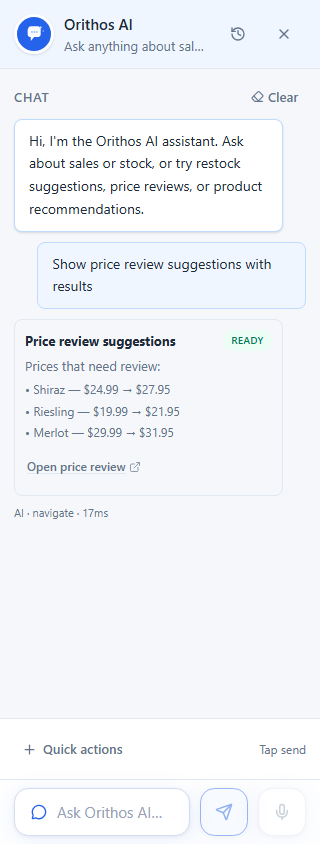 Orithos AI
Ask anything about sal...
CHAT
Clear
Hi, I'm the Orithos AI assistant. Ask
about sales or stock, or try restock
suggestions, price reviews, or product
recommendations.
Show price review suggestions with
results
Price review suggestions
READY
Prices that need review:
• Shiraz — $24.99 → $27.95
• Riesling — $19.99 → $21.95
• Merlot — $29.99 → $31.95
Open price review
AI · navigate · 17ms
Quick actions
Tap send
Ask Orithos AI...